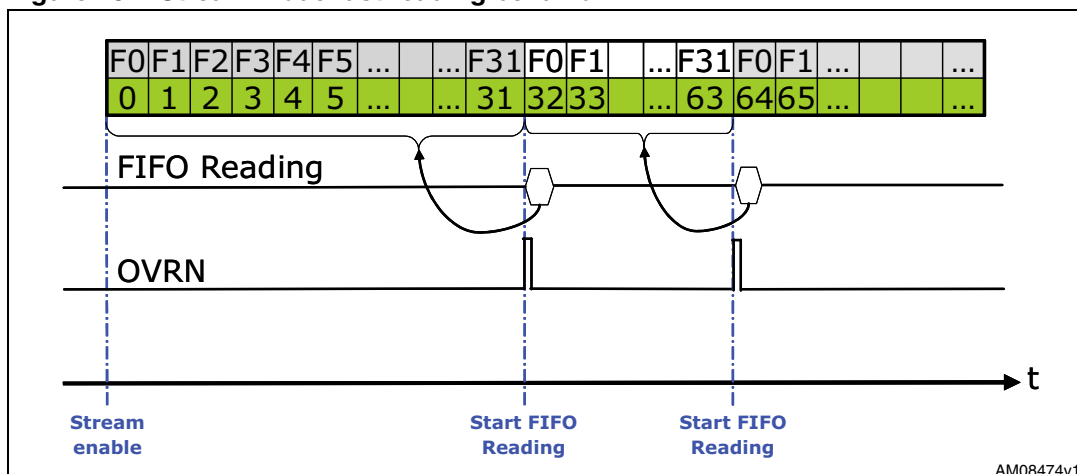 F0 F1 F2 F3 F4 F5 ... ... F31 F0 F1 ... F31 F0 F1 ... ...
0 1 2 3 4 5 ... ... 31 32 33 ... 63 64 65 ... ...
FIFO Reading
OVRN
t
Stream enable
Start FIFO Reading
Start FIFO Reading
AM08474v1